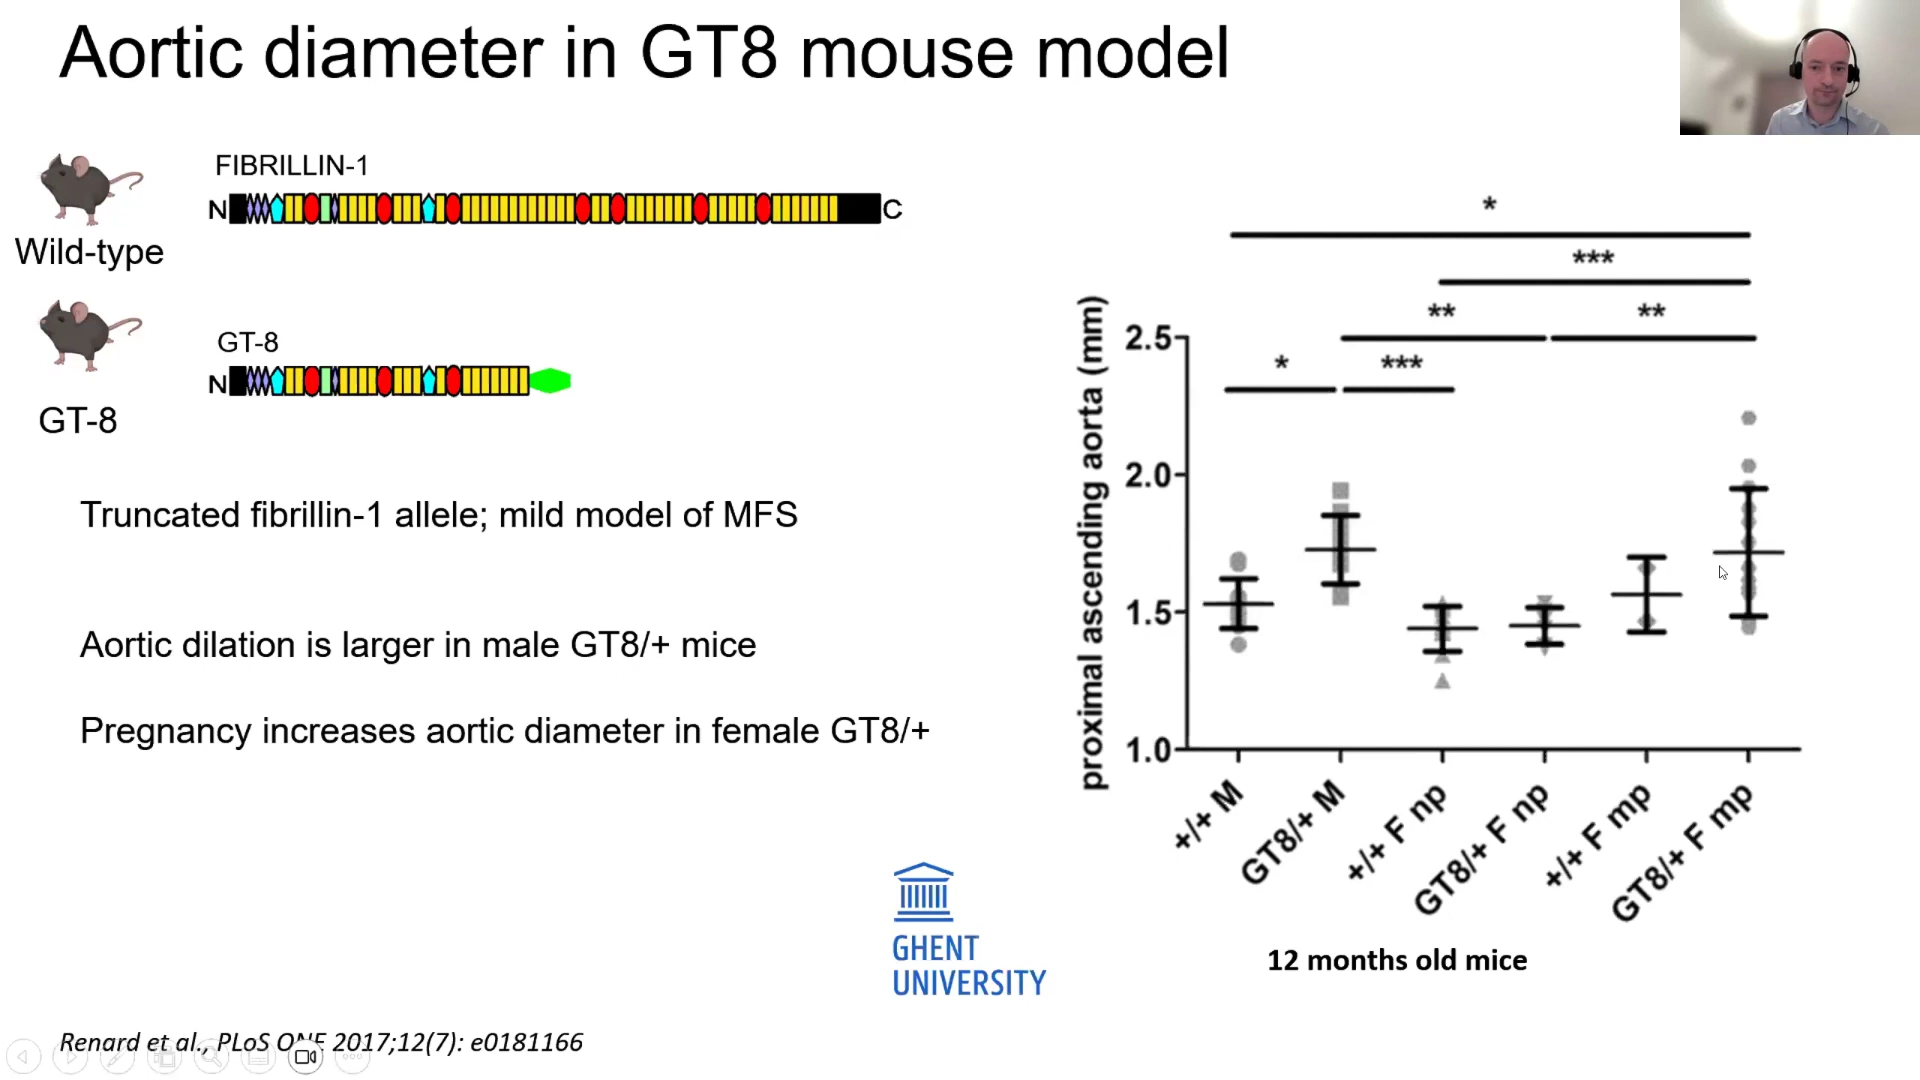 Aortic diameter in GT8 mouse model
FIBRILLIN-1
N
C
Wild-type
GT-8
N
GT-8
Truncated fibrillin-1 allele; mild model of MFS
Aortic dilation is larger in male GT8/+ mice
Pregnancy increases aortic diameter in female GT8/+
*
***
** **
* ***
proximal ascending aorta (mm)
2.5
2.0
1.5
1.0
+/+ M
GT8/+ M
+/+ F np
GT8/+ F np
+/+ F mp
GT8/+ F mp
12 months old mice
GHENT
UNIVERSITY
Renard et al., PLoS ONE 2017;12(7): e0181166